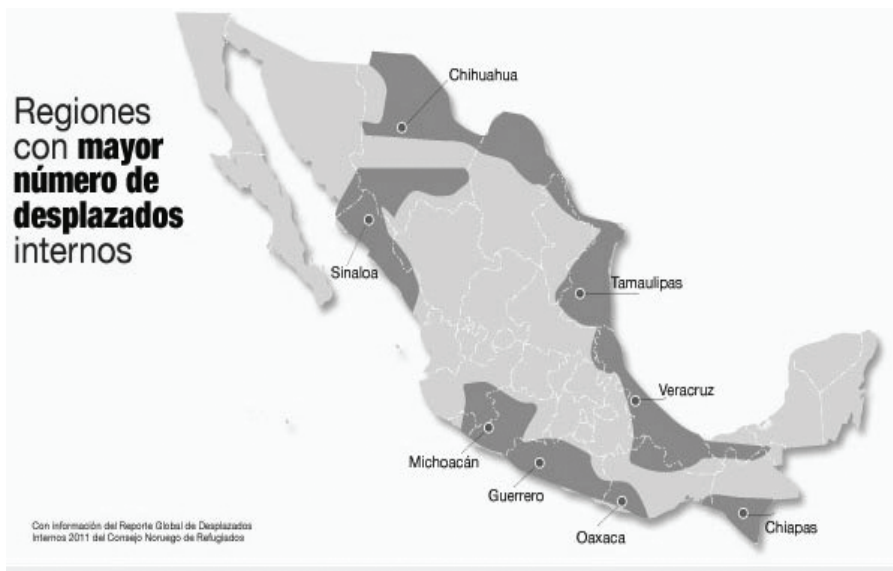 Regiones
con mayor
número de
desplazados
internos
Chihuahua
Sinaloa
Tamaulipas
Veracruz
Michoacán
Guerrero
Oaxaca
Chiapas
Con información del Reporte Global de Desplazados
Internos 2011 del Consejo Noruego de Refugiados